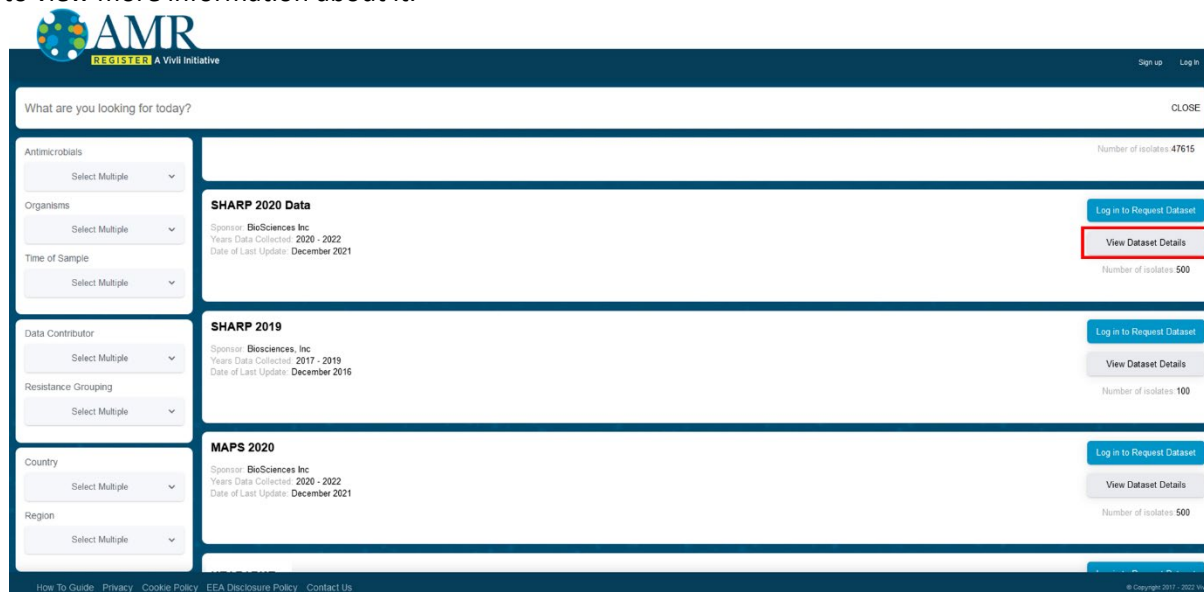 to view more information about it.
AMR
REGISTER A Vivli Initiative
Sign up Log In
What are you looking for today?
CLOSE
Antimicrobials
Select Multiple
Organisms
Select Multiple
Time of Sample
Select Multiple
Data Contributor
Select Multiple
Resistance Grouping
Select Multiple
Country
Select Multiple
Region
Select Multiple
Number of isolates: 47615
SHARP 2020 Data
Sponsor: BioSciences Inc
Years Data Collected: 2020 - 2022
Date of Last Update: December 2021
Log in to Request Dataset
View Dataset Details
Number of isolates: 500
SHARP 2019
Sponsor: Biosciences, Inc
Years Data Collected: 2017 - 2019
Date of Last Update: December 2016
Log in to Request Dataset
View Dataset Details
Number of isolates: 100
MAPS 2020
Sponsor: BioSciences Inc
Years Data Collected: 2020 - 2022
Date of Last Update: December 2021
Log in to Request Dataset
View Dataset Details
Number of isolates: 500
How To Guide Privacy Cookie Policy EEA Disclosure Policy Contact Us
© Copyright 2017 - 2022